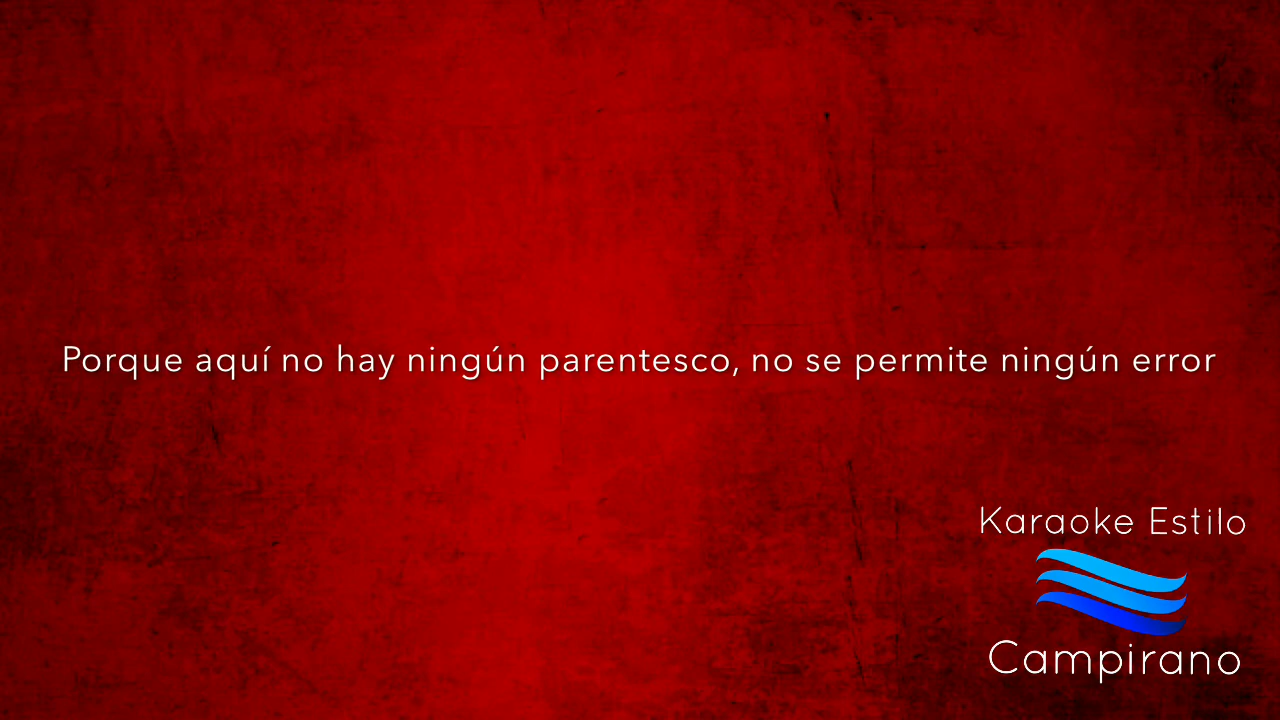 Porque aquí no hay ningún parentesco, no se permite ningún error
Karaoke Estilo
Campirano